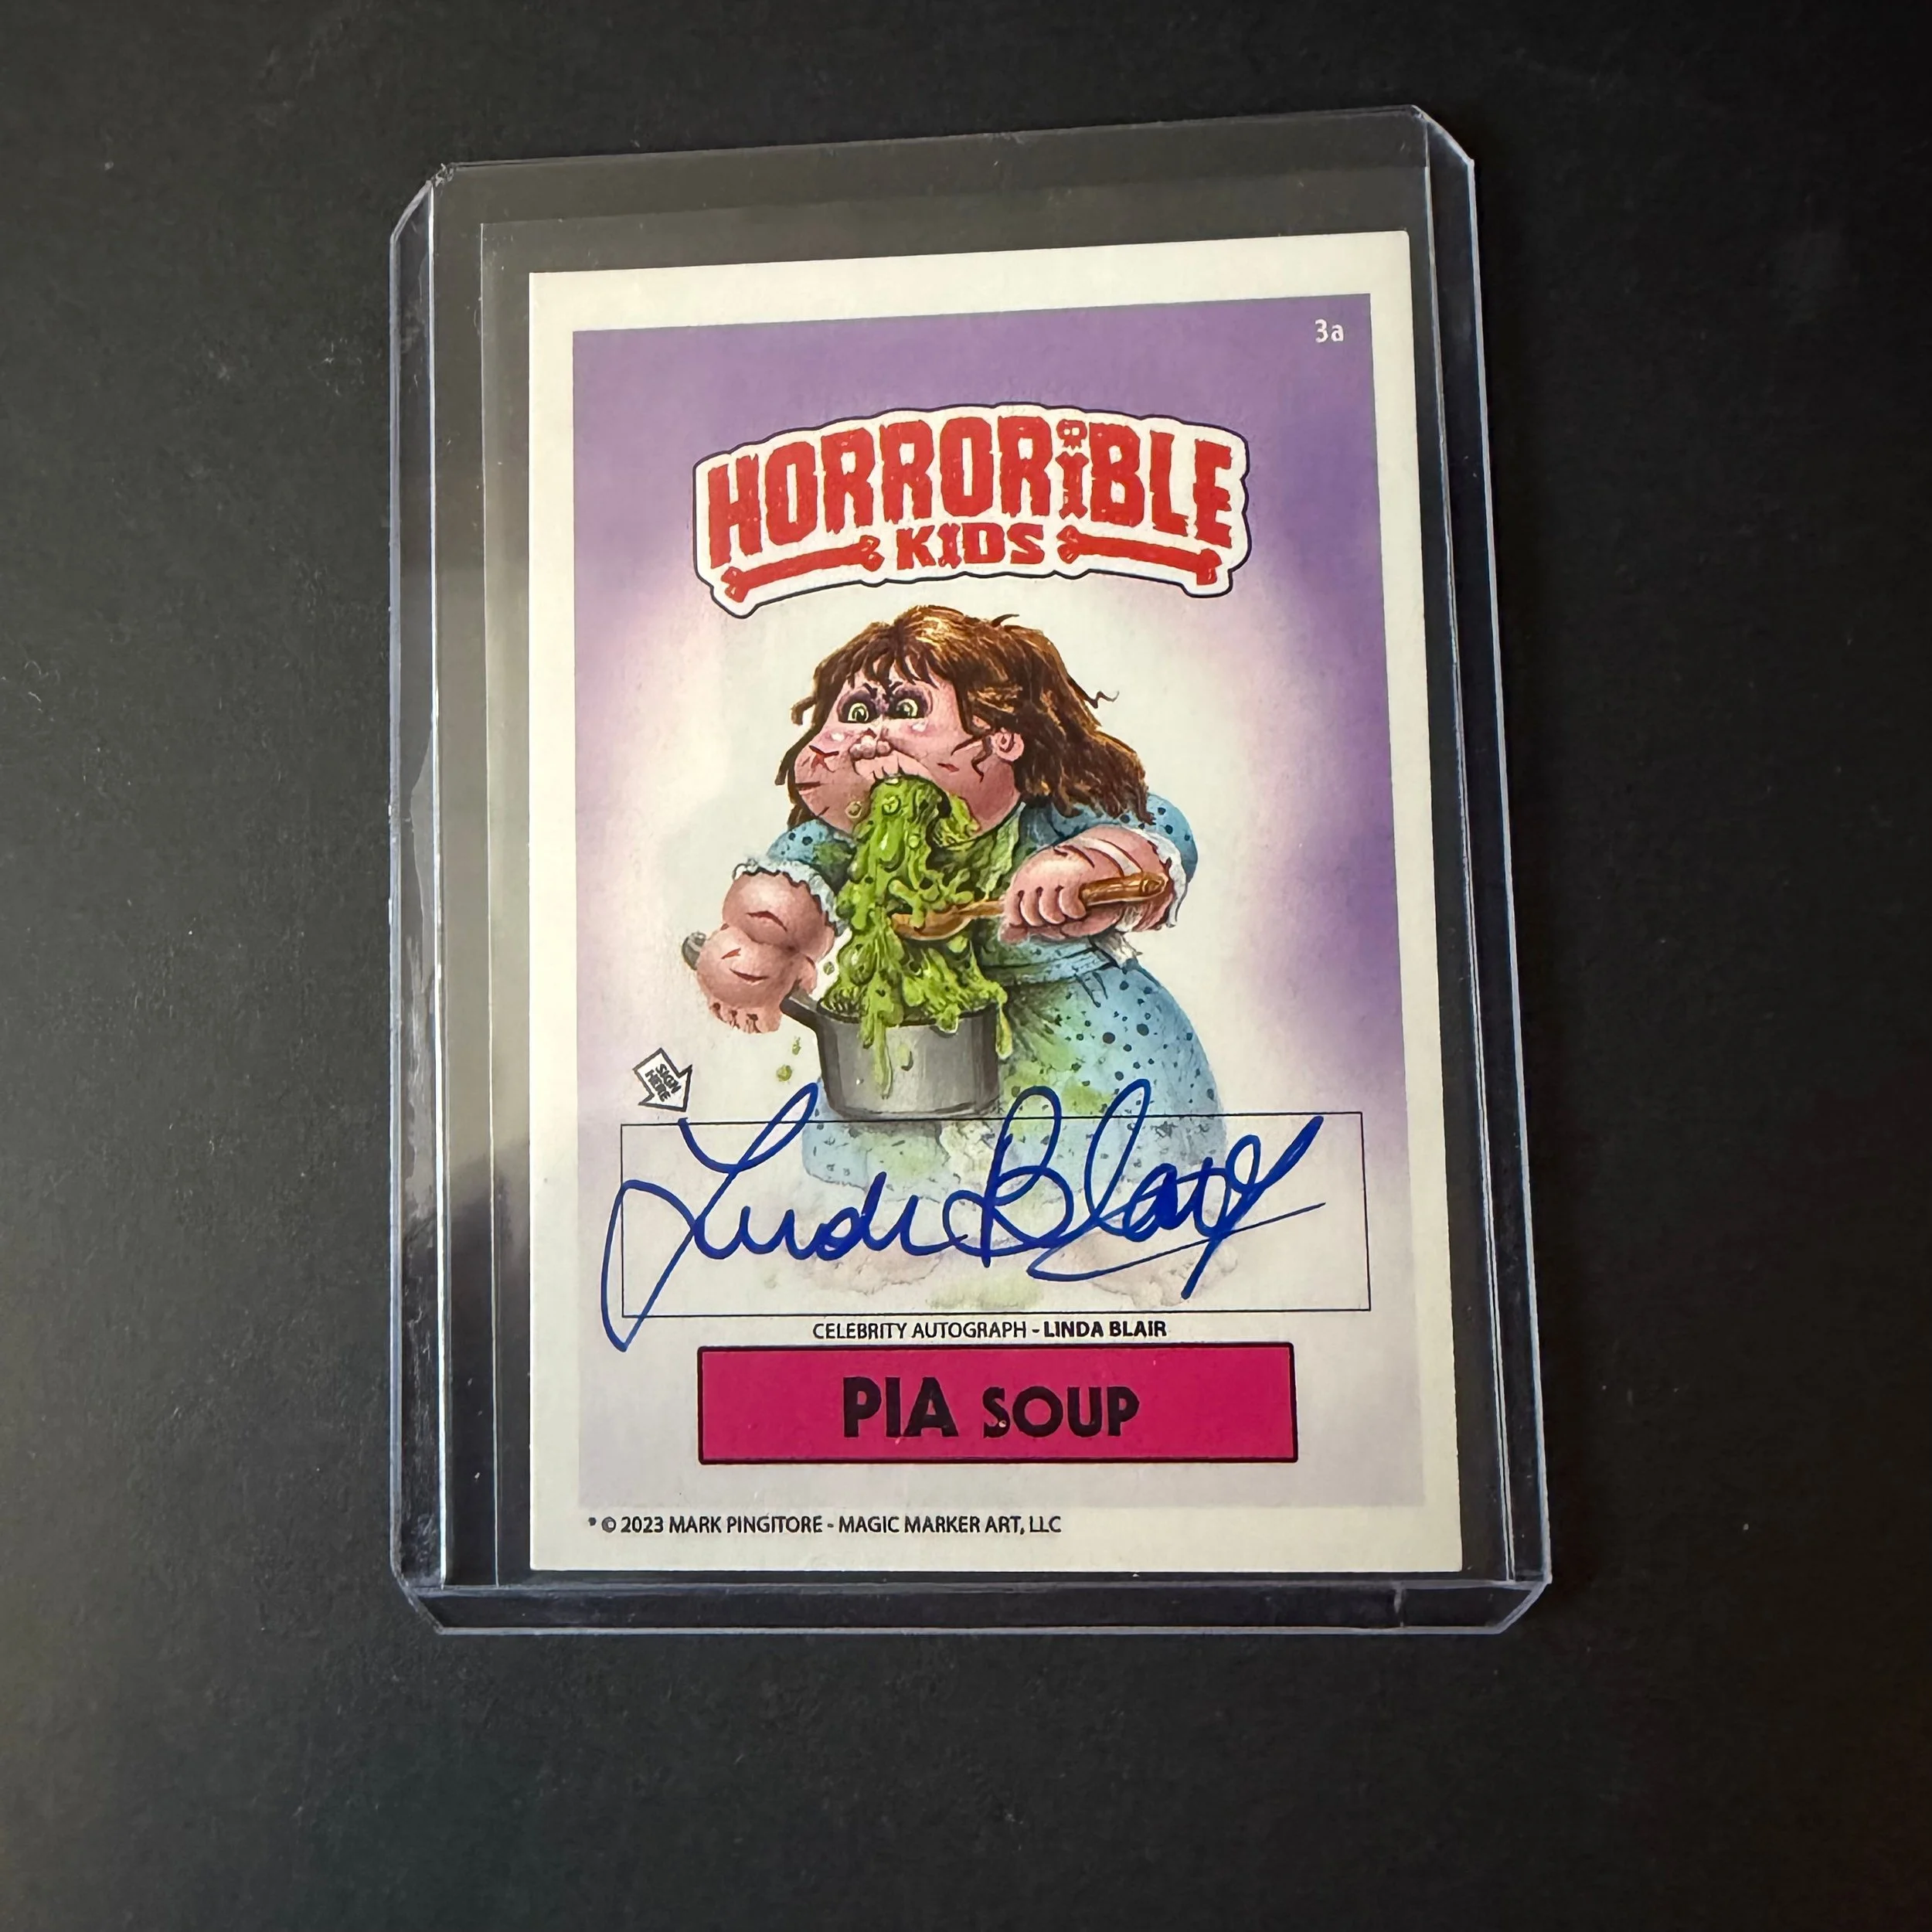 3a
HORRORiBLE
KIDS
SIGN
HERE
Linda Blair
CELEBRITY AUTOGRAPH - LINDA BLAIR
PIA SOUP
© 2023 MARK PINGITORE - MAGIC MARKER ART, LLC